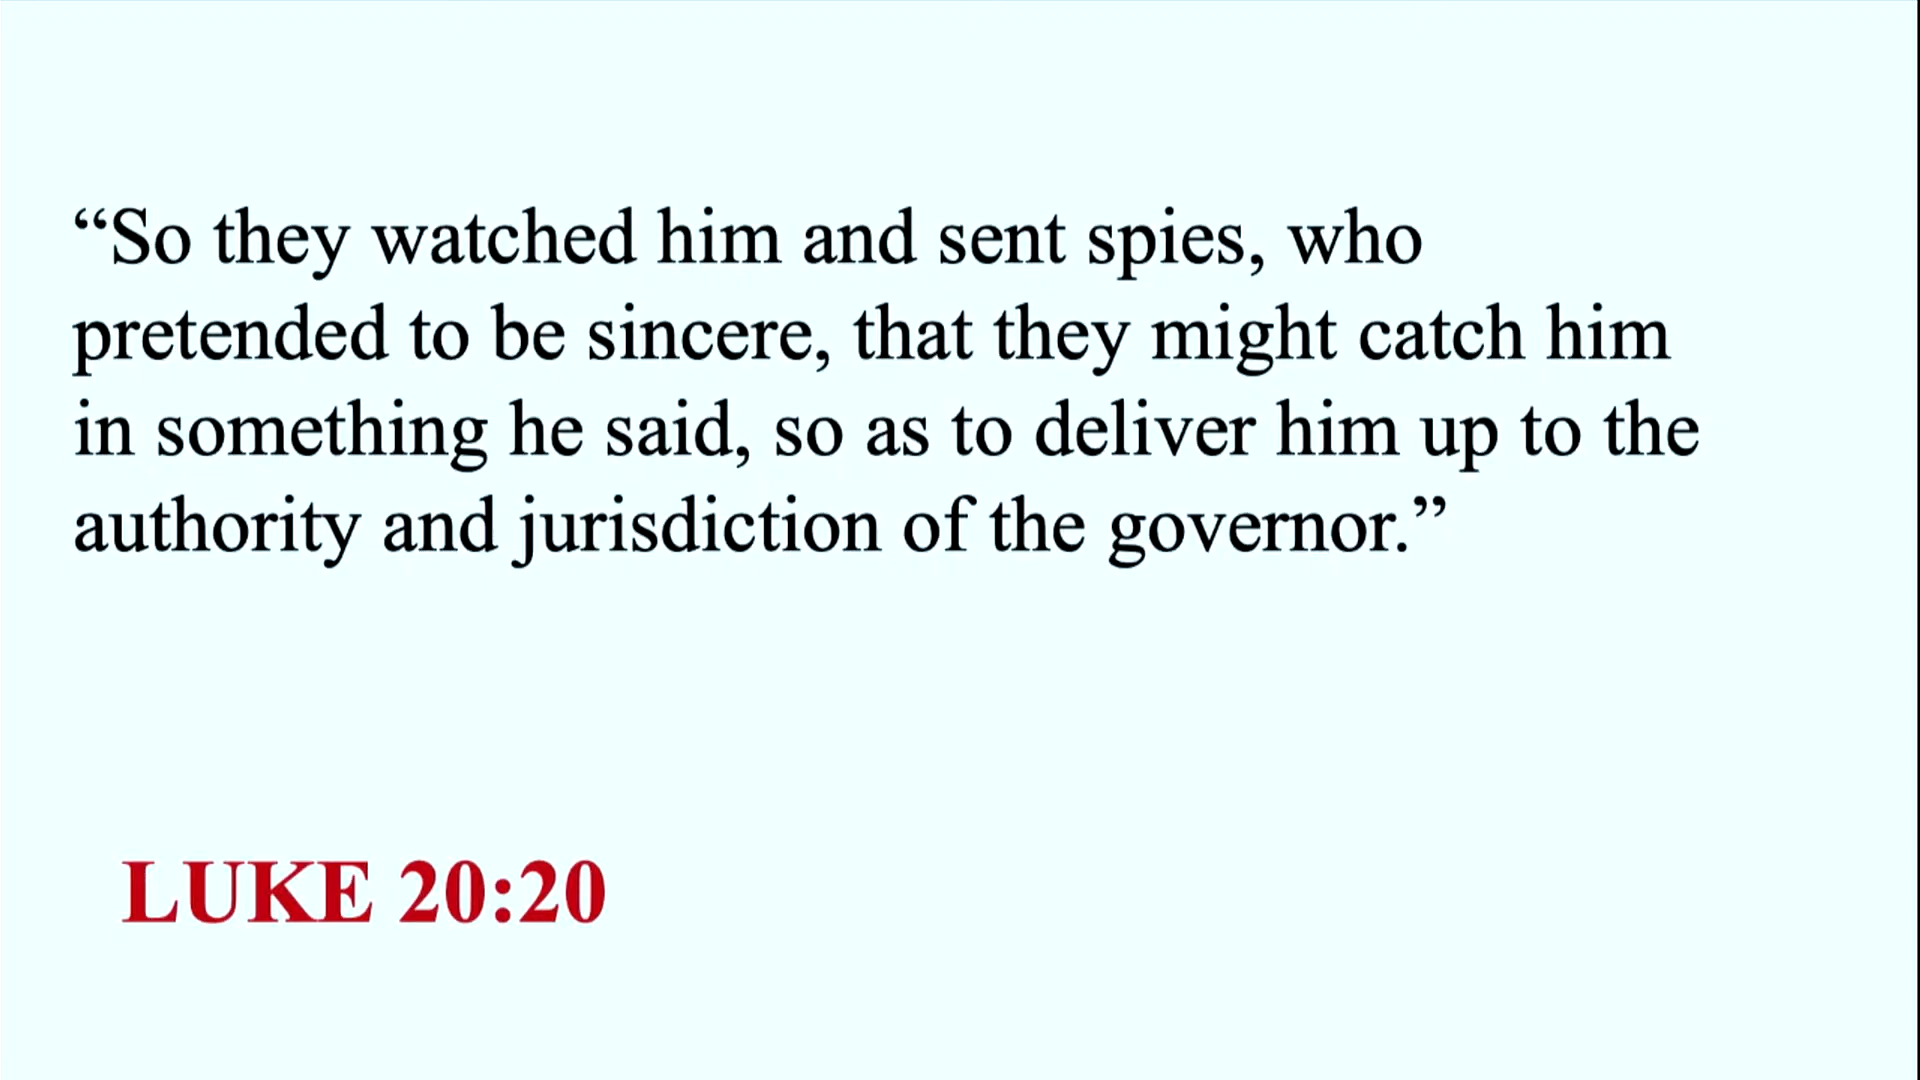 “So they watched him and sent spies, who
pretended to be sincere, that they might catch him
in something he said, so as to deliver him up to the
authority and jurisdiction of the governor.”
LUKE 20:20